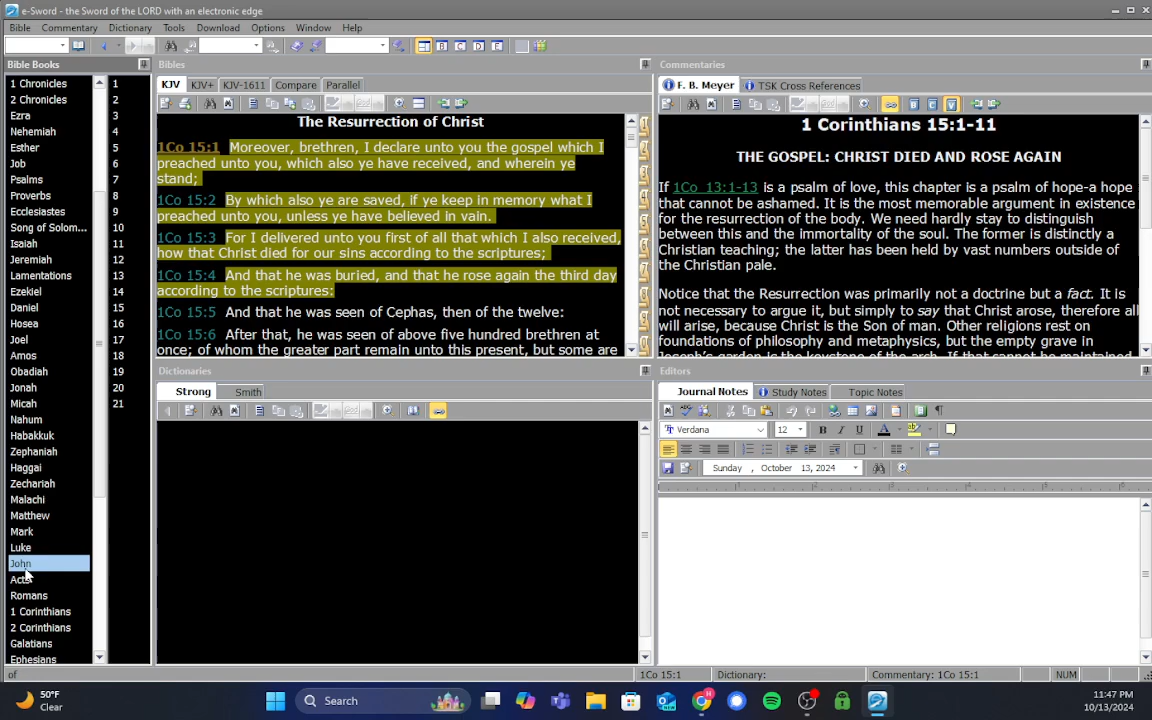 e-Sword - the Sword of the LORD with an electronic edge
Bible Commentary Dictionary Tools Download Options Window Help
Bible Books
1 Chronicles
2 Chronicles
Ezra
Nehemiah
Esther
Job
Psalms
Proverbs
Ecclesiastes
Song of Solom...
Isaiah
Jeremiah
Lamentations
Ezekiel
Daniel
Hosea
Joel
Amos
Obadiah
Jonah
Micah
Nahum
Habakkuk
Zephaniah
Haggai
Zechariah
Malachi
Matthew
Mark
Luke
John
Acts
Romans
1 Corinthians
2 Corinthians
Galatians
Ephesians
1
2
3
4
5
6
7
8
9
10
11
12
13
14
15
16
17
18
19
20
21
Bibles
KJV KJV+ KJV-1611 Compare Parallel
The Resurrection of Christ
1Co 15:1 Moreover, brethren, I declare unto you the gospel which I
preached unto you, which also ye have received, and wherein ye
stand;
1Co 15:2 By which also ye are saved, if ye keep in memory what I
preached unto you, unless ye have believed in vain.
1Co 15:3 For I delivered unto you first of all that which I also received,
how that Christ died for our sins according to the scriptures;
1Co 15:4 And that he was buried, and that he rose again the third day
according to the scriptures:
1Co 15:5 And that he was seen of Cephas, then of the twelve:
1Co 15:6 After that, he was seen of above five hundred brethren at
once; of whom the greater part remain unto this present, but some are
Commentaries
F. B. Meyer TSK Cross References
1 Corinthians 15:1-11
THE GOSPEL: CHRIST DIED AND ROSE AGAIN
If 1Co_13:1-13 is a psalm of love, this chapter is a psalm of hope-a hope
that cannot be ashamed. It is the most memorable argument in existence
for the resurrection of the body. We need hardly stay to distinguish
between this and the immortality of the soul. The former is distinctly a
Christian teaching; the latter has been held by vast numbers outside of
the Christian pale.
Notice that the Resurrection was primarily not a doctrine but a fact. It is
not necessary to argue it, but simply to say that Christ arose, therefore all
will arise, because Christ is the Son of man. Other religions rest on
foundations of philosophy and metaphysics, but the empty grave in
Joseph's garden is the keystone of the arch. If that cannot be maintained
Dictionaries
Strong Smith
Editors
Journal Notes Study Notes Topic Notes
Verdana 12 B I U A
Sunday , October 13, 2024
of
1Co 15:1 Dictionary: Commentary: 1Co 15:1 NUM
50°F
Clear
Search
11:47 PM
10/13/2024